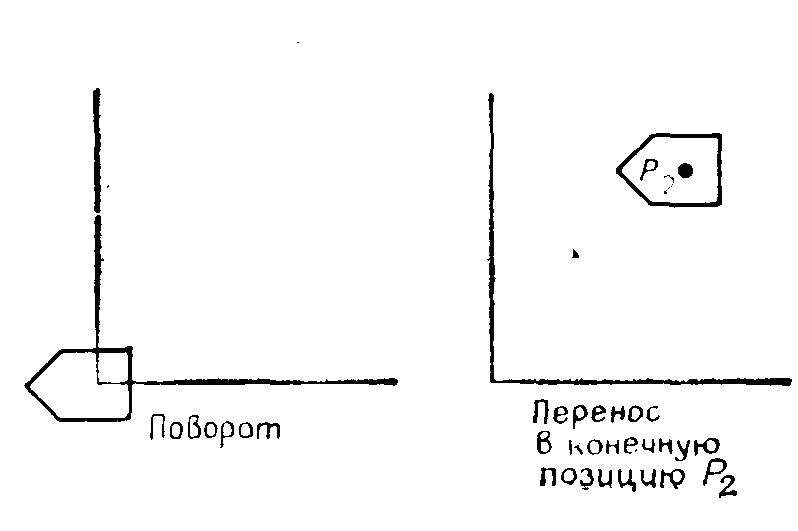 P2
Поворот
Перенос
в конечную
позицию P2